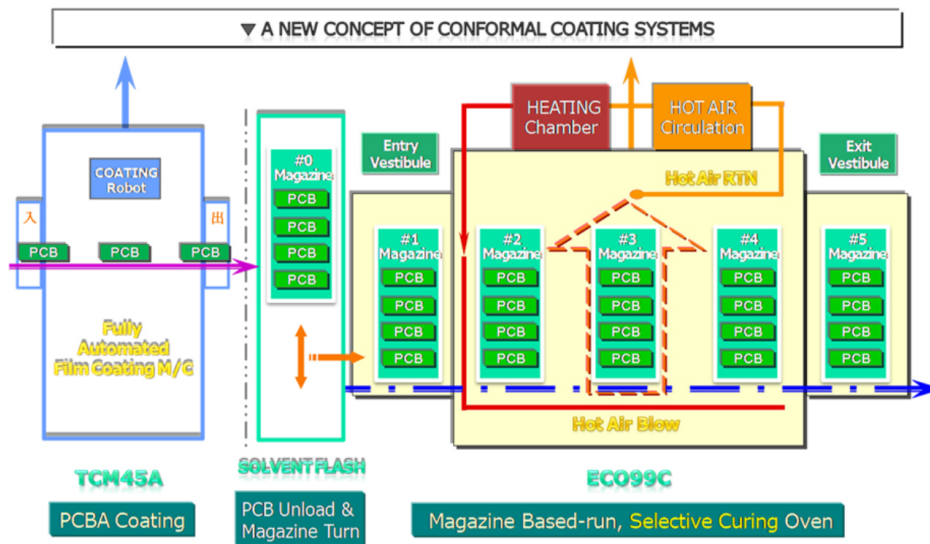 ▼ A NEW CONCEPT OF CONFORMAL COATING SYSTEMS
COATING
Robot
入
出
PCB
PCB
PCB
Fully
Automated
Film Coating M/C
TCM45A
PCBA Coating
#0
Magazine
PCB
PCB
PCB
PCB
SOLVENT FLASH
PCB Unload &
Magazine Turn
Entry
Vestibule
HEATING
Chamber
HOT AIR
Circulation
Exit
Vestibule
Hot Air RTN
#1
Magazine
PCB
PCB
PCB
PCB
#2
Magazine
PCB
PCB
PCB
PCB
#3
Magazine
PCB
PCB
PCB
PCB
#4
Magazine
PCB
PCB
PCB
PCB
#5
Magazine
PCB
PCB
PCB
PCB
Hot Air Blow
ECO99C
Magazine Based-run, Selective Curing Oven